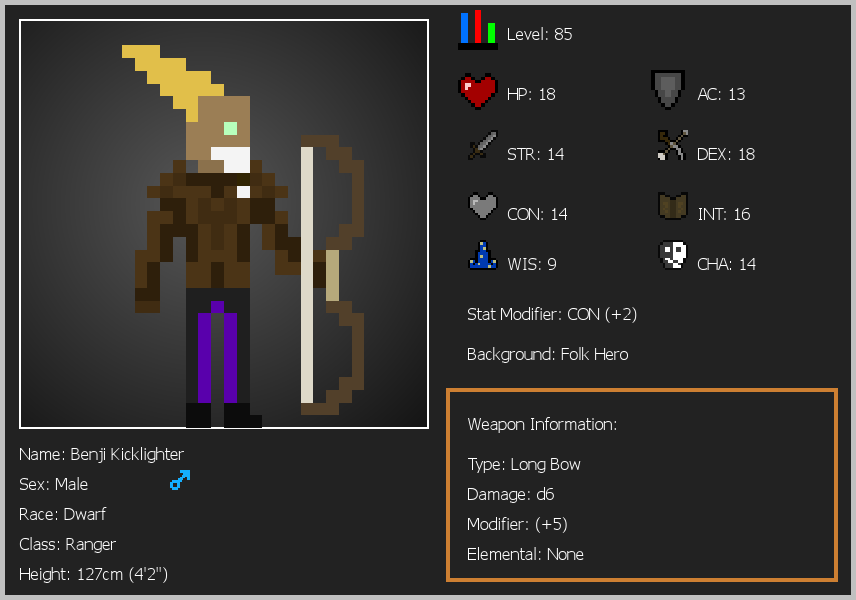 Level: 85
HP: 18
AC: 13
STR: 14
DEX: 18
CON: 14
INT: 16
WIS: 9
CHA: 14
Stat Modifier: CON (+2)
Background: Folk Hero
Weapon Information:
Type: Long Bow
Damage: d6
Modifier: (+5)
Elemental: None
Name: Benji Kicklighter
Sex: Male
Race: Dwarf
Class: Ranger
Height: 127cm (4'2")